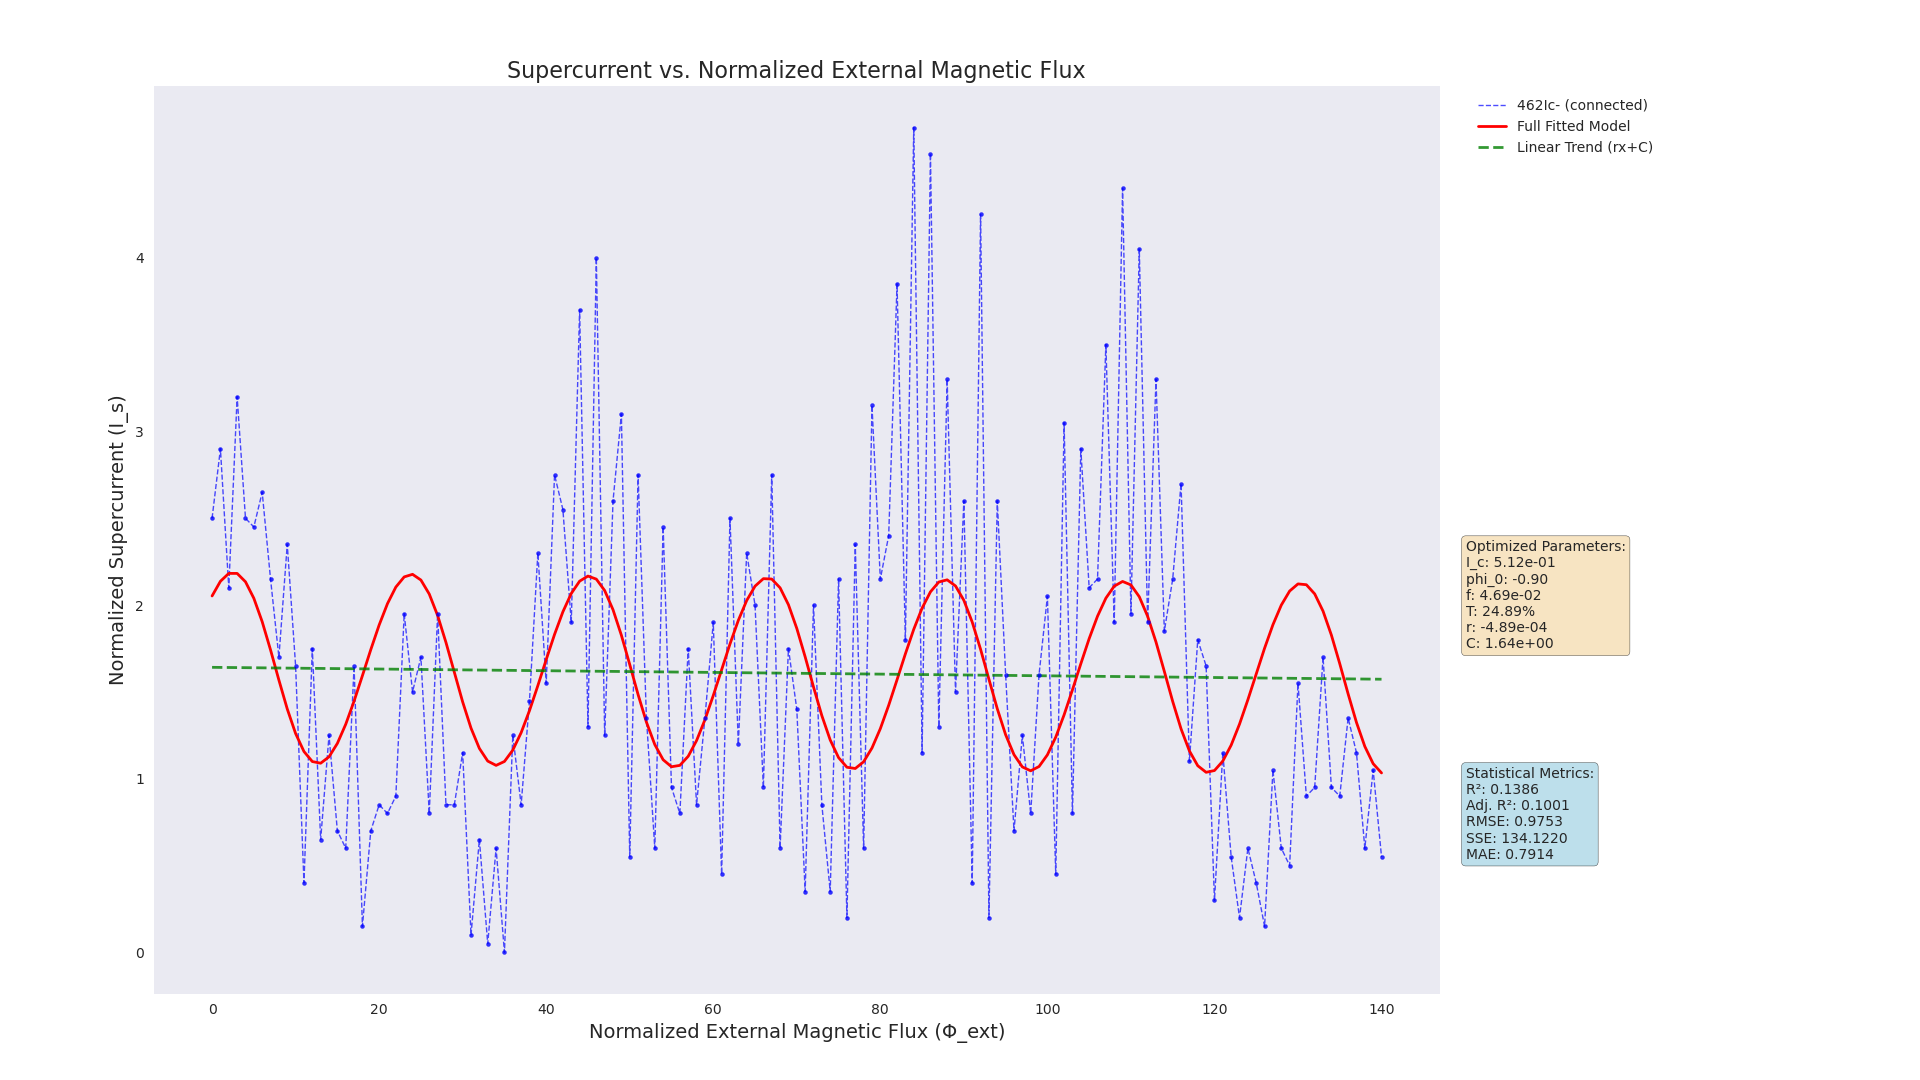 Supercurrent vs. Normalized External Magnetic Flux
462Ic- (connected)
Full Fitted Model
Linear Trend (rx+C)
Normalized Supercurrent (I_s)
4
3
2
1
0
0 20 40 60 80 100 120 140
Normalized External Magnetic Flux (Φ_ext)
Optimized Parameters:
I_c: 5.12e-01
phi_0: -0.90
f: 4.69e-02
T: 24.89%
r: -4.89e-04
C: 1.64e+00
Statistical Metrics:
R²: 0.1386
Adj. R²: 0.1001
RMSE: 0.9753
SSE: 134.1220
MAE: 0.7914